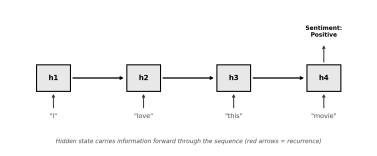 Sentiment:
Positive
h1 h2 h3 h4
"I" "love" "this" "movie"
Hidden state carries information forward through the sequence (red arrows = recurrence)